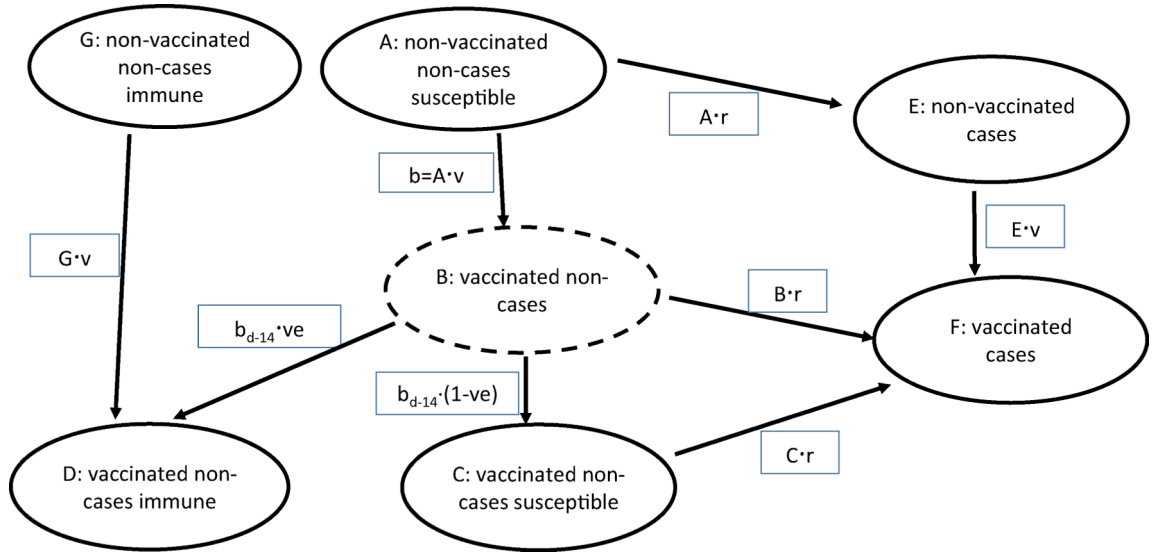 G: non-vaccinated
non-cases
immune
A: non-vaccinated
non-cases
susceptible
E: non-vaccinated
cases
A·r
b=A·v
G·v
E·v
B: vaccinated non-
cases
B·r
b_{d-14}·ve
F: vaccinated
cases
b_{d-14}·(1-ve)
C·r
D: vaccinated non-
cases immune
C: vaccinated non-
cases susceptible